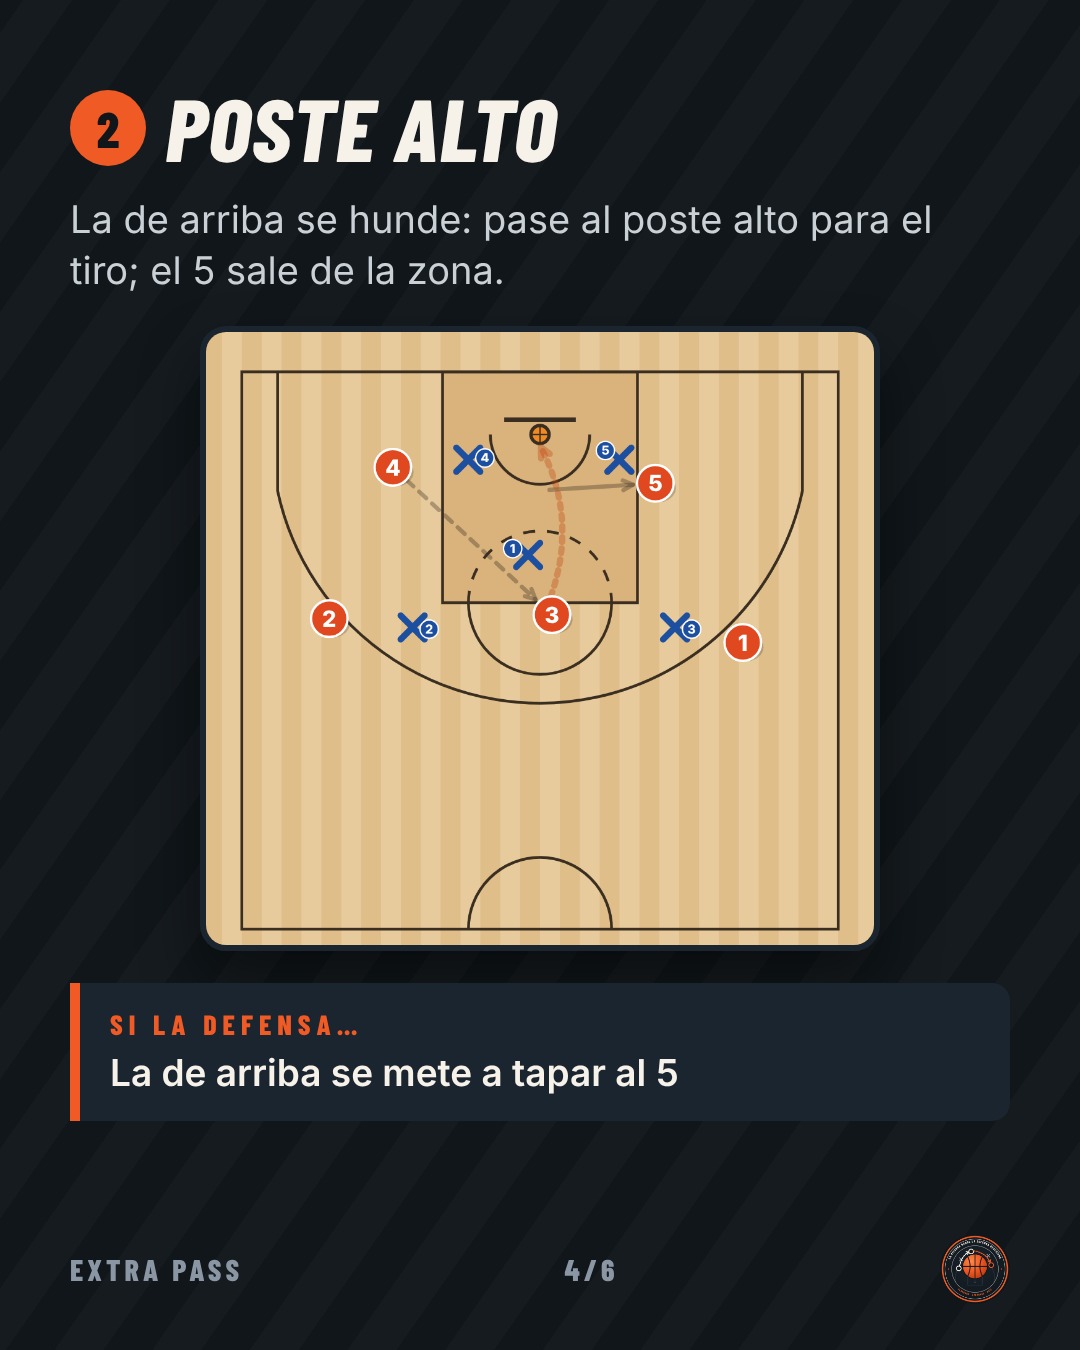 2 POSTE ALTO
La de arriba se hunde: pase al poste alto para el
tiro; el 5 sale de la zona.
4 5
4 5
1
2 2 3 3 1
SI LA DEFENSA...
La de arriba se mete a tapar al 5
EXTRA PASS 4/6